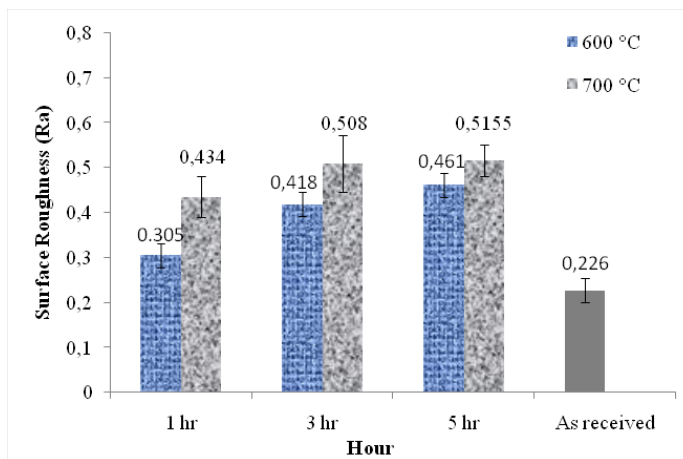 0,8
600 °C
0,7
700 °C
0,6
0,508
0,5155
0,434
0,5
0,461
0,418
0,4
0.305
0,3
0,226
0,2
0,1
0
Surface Roughness (Ra)
1 hr
3 hr
5 hr
As received
Hour